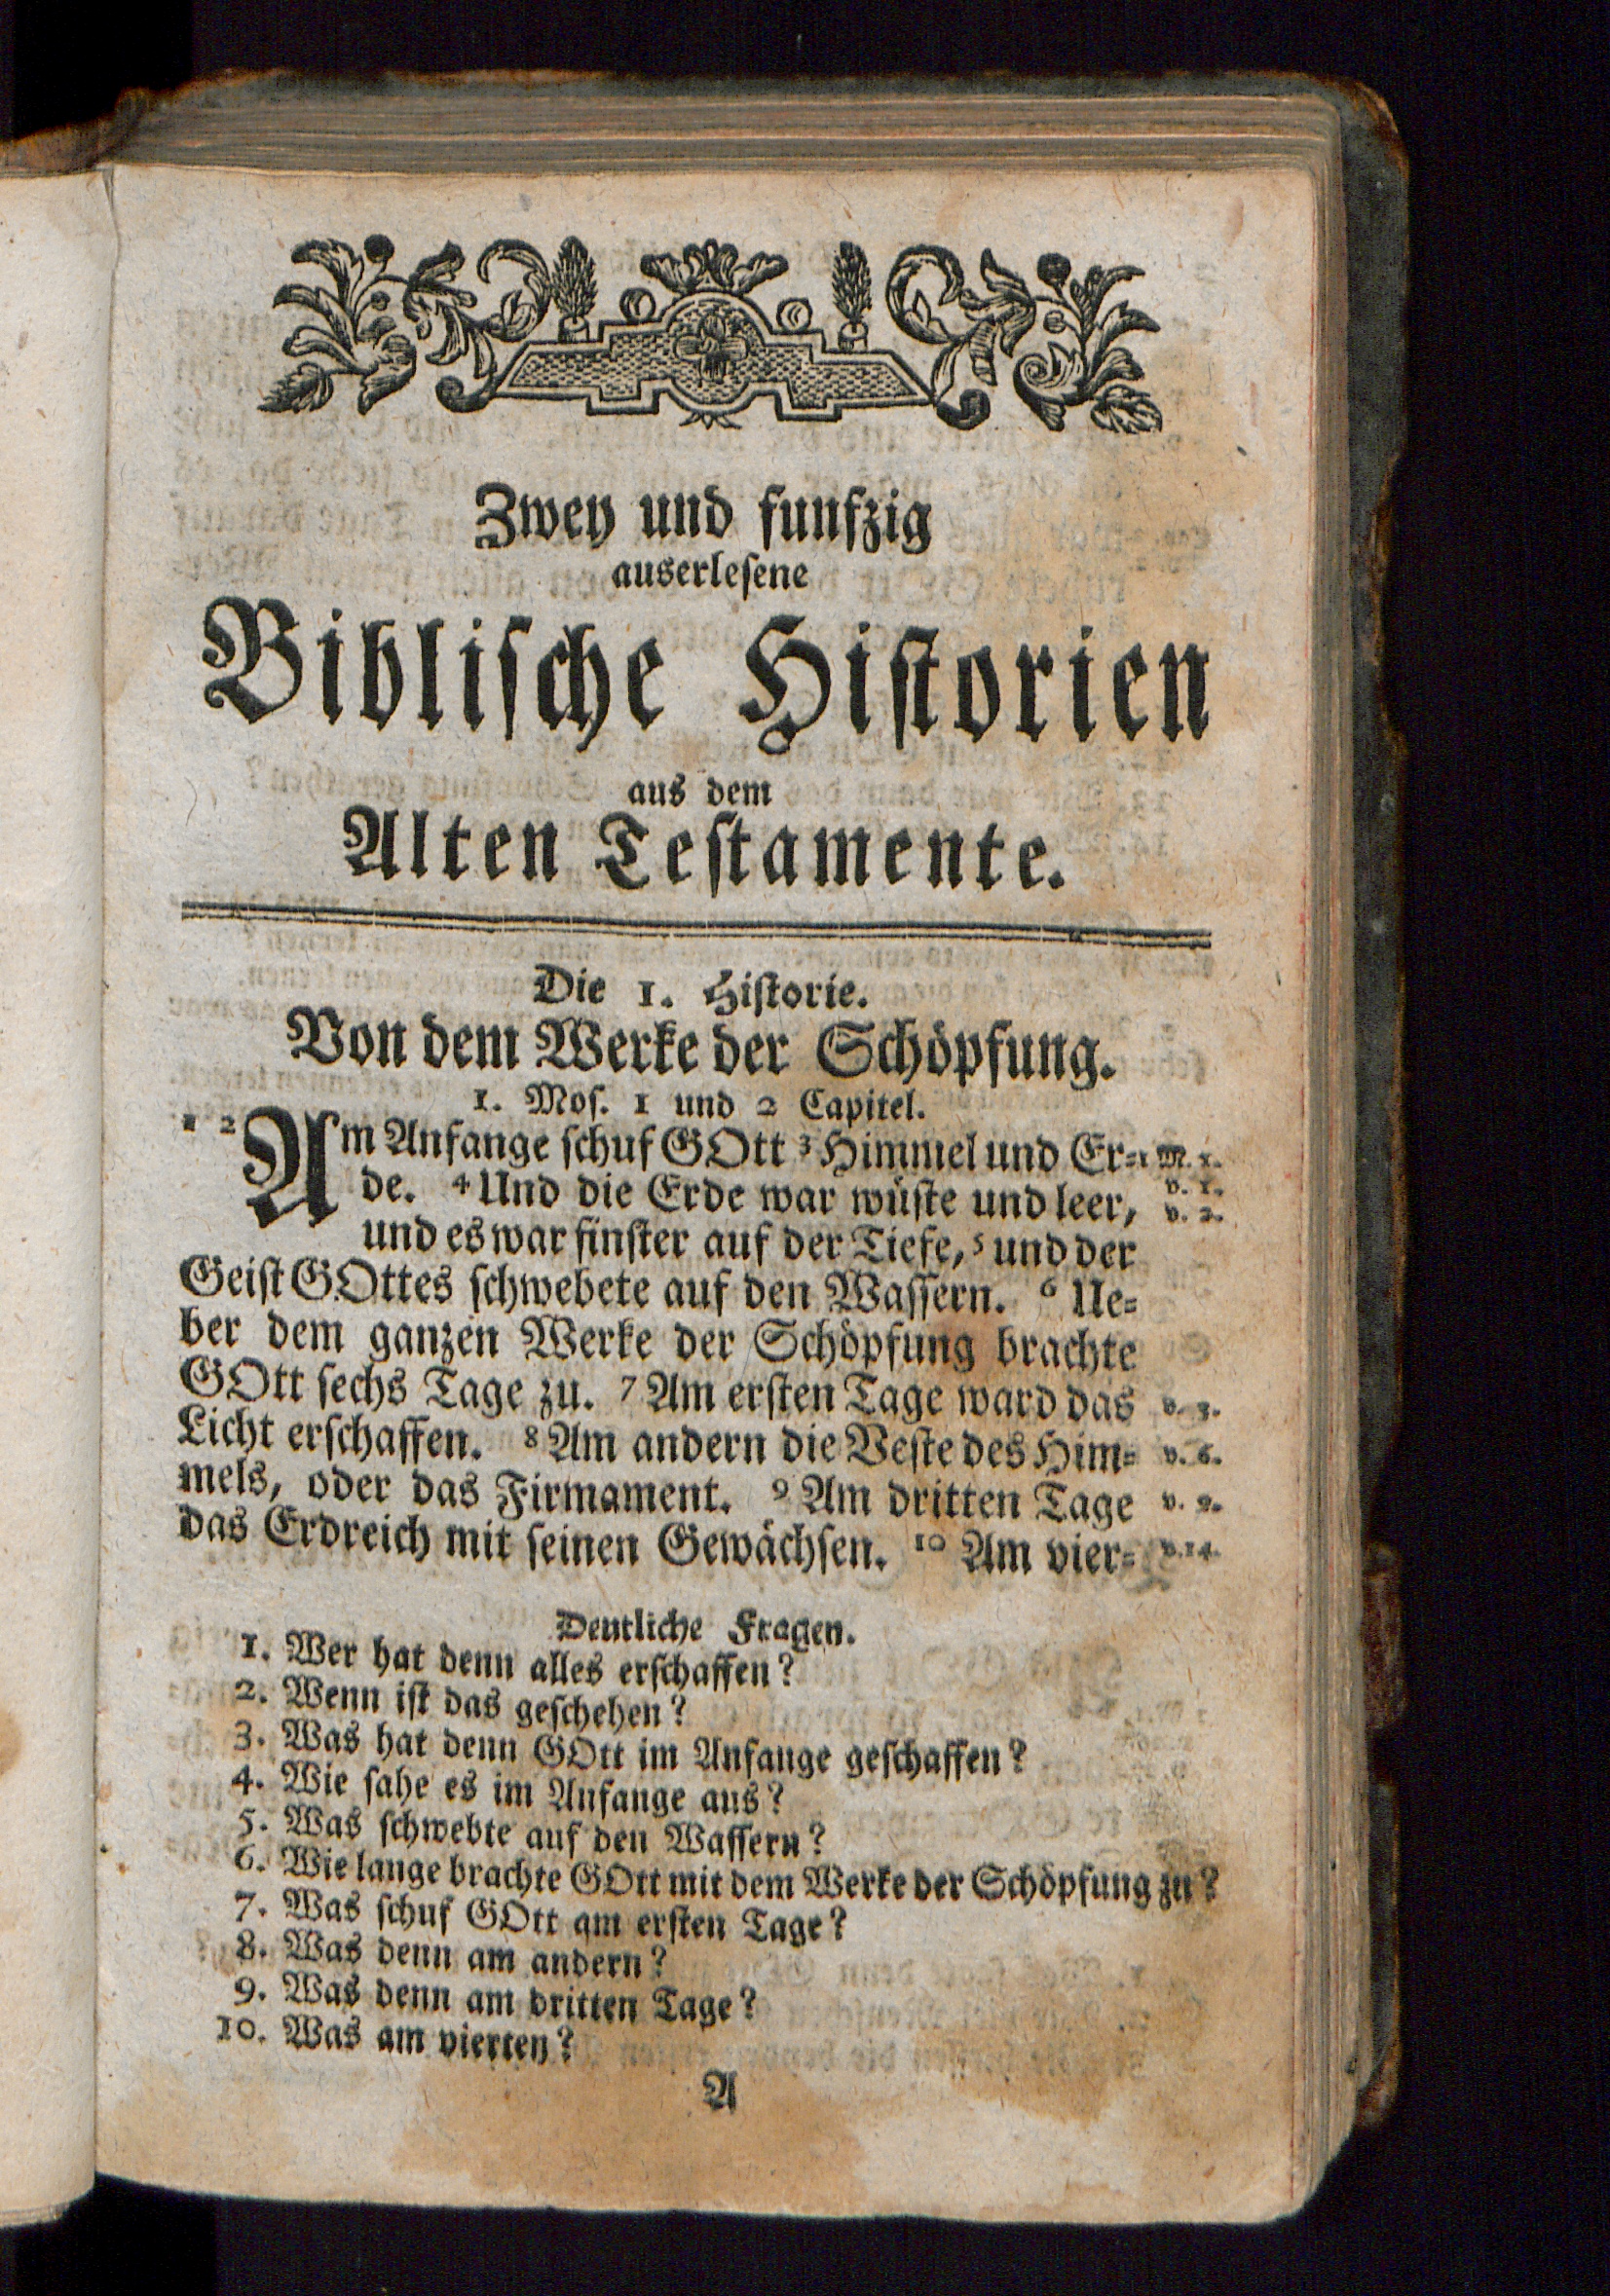 Zwey und funfzig
auserlesene
Biblische Historien
aus dem
Alten Testamente.
Die 1. Historie.
Von dem Werke der Schöpfung.
1. Mos. 1 und 2 Capitel.
1 2 Am Anfange schuf GOtt ³ Himmel und Er= 1 M. 1.
de. ⁴ Und die Erde war wüste und leer, v. 1.
v. 2.
und es war finster auf der Tiefe, ⁵ und der
Geist GOttes schwebete auf den Wassern. ⁶ Ue=
ber dem ganzen Werke der Schöpfung brachte
GOtt sechs Tage zu. ⁷ Am ersten Tage ward das v. 3.
Licht erschaffen. ⁸ Am andern die Veste des Him= v. 6.
mels, oder das Firmament. ⁹ Am dritten Tage v. 9.
das Erdreich mit seinen Gewächsen. ¹⁰ Am vier= v. 14.
Deutliche Fragen.
1. Wer hat denn alles erschaffen?
2. Wenn ist das geschehen?
3. Was hat denn GOtt im Anfange geschaffen?
4. Wie sahe es im Anfange aus?
5. Was schwebte auf den Wassern?
6. Wie lange brachte GOtt mit dem Werke der Schöpfung zu?
7. Was schuf GOtt am ersten Tage?
8. Was denn am andern?
9. Was denn am dritten Tage?
10. Was am vierten?
A